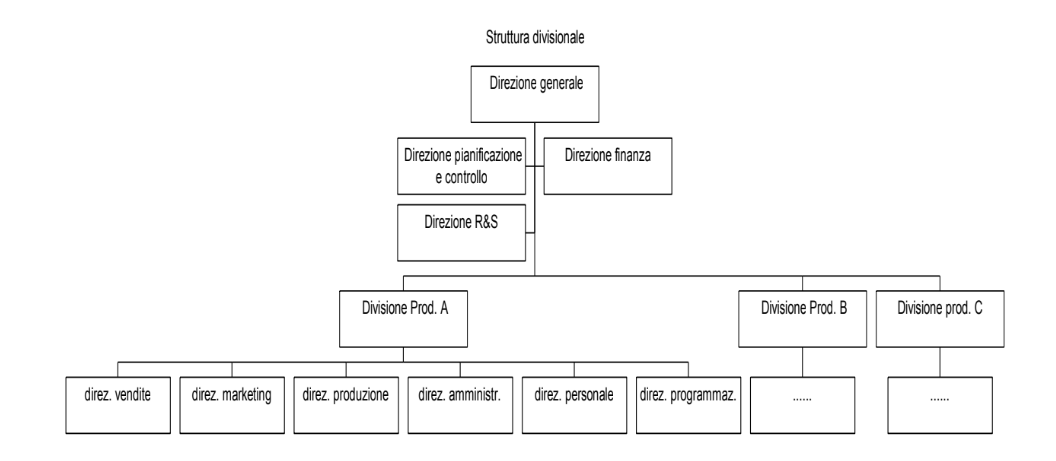 Struttura divisionale
Direzione generale
Direzione pianificazione
e controllo
Direzione finanza
Direzione R&S
Divisione Prod. A
Divisione Prod. B
Divisione prod. C
direz. vendite
direz. marketing
direz. produzione
direz. amministr.
direz. personale
direz. programmaz.
......
......